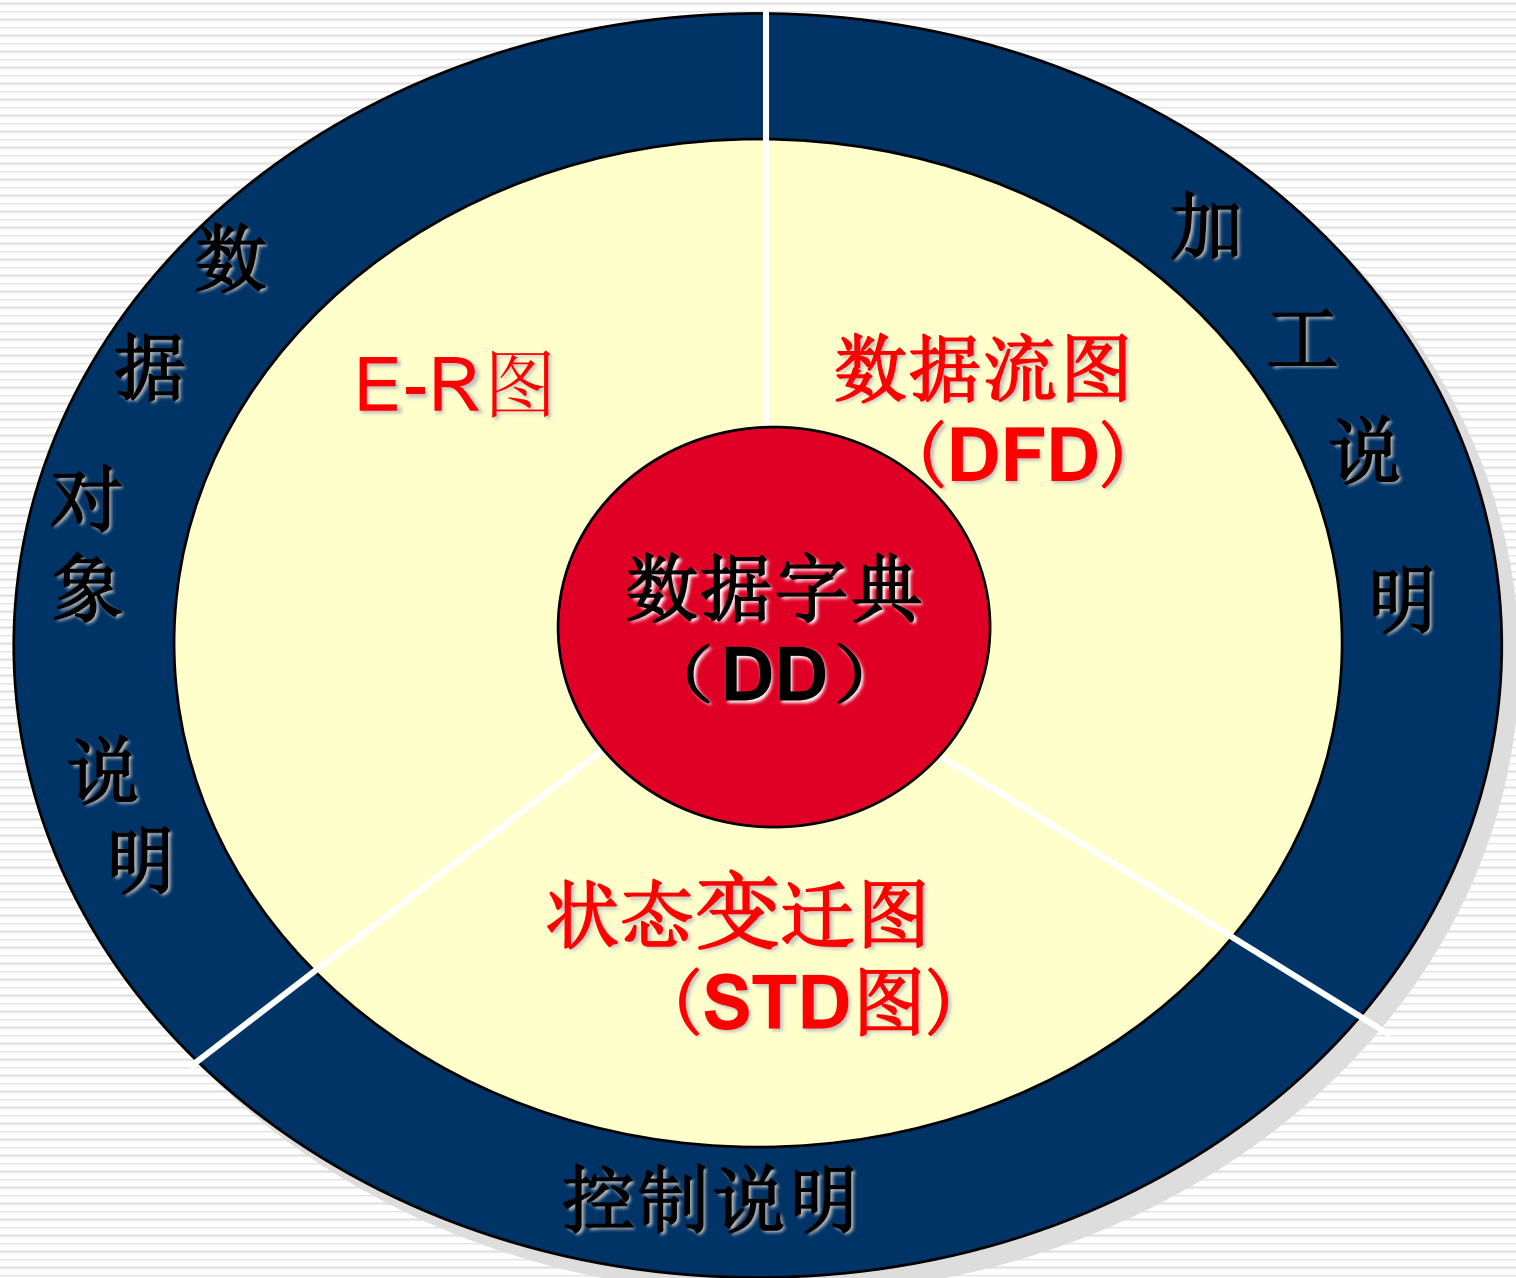 数据对象说明
E-R图
数据流图
（DFD）
加工说明
数据字典
（DD）
状态变迁图
（STD图）
控制说明